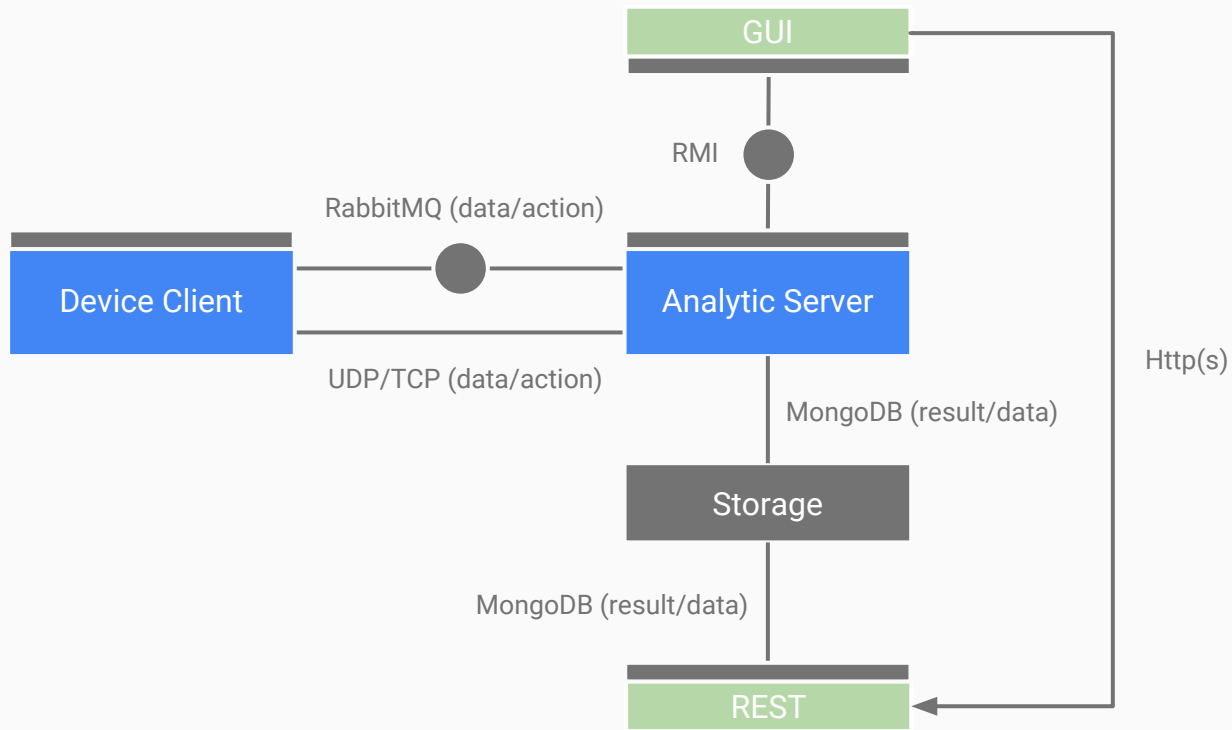 GUI
RMI
RabbitMQ (data/action)
Device Client
Analytic Server
UDP/TCP (data/action)
Http(s)
MongoDB (result/data)
Storage
MongoDB (result/data)
REST